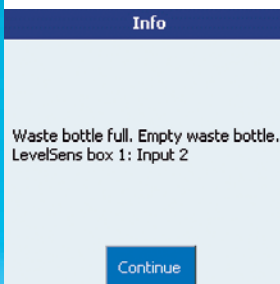 Info
Waste bottle full. Empty waste bottle.
LevelSens box 1: Input 2
Continue